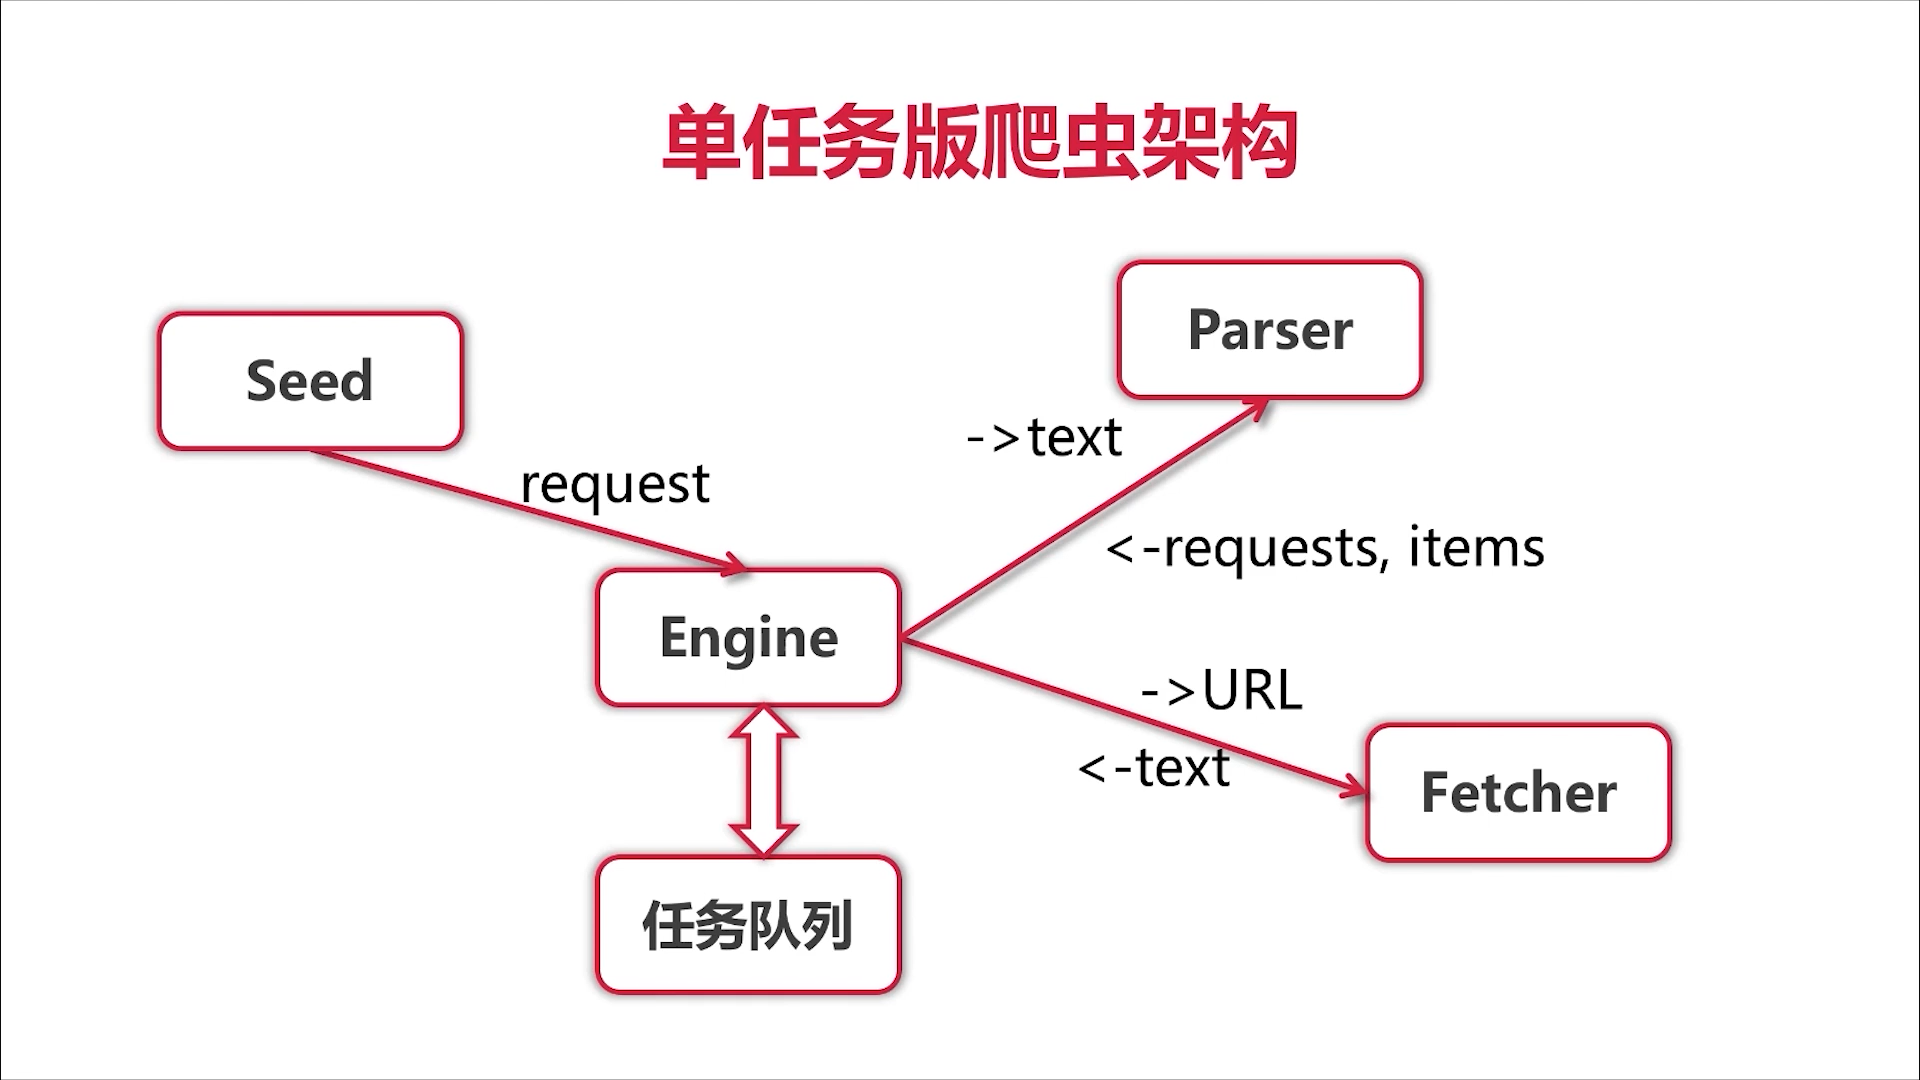 单任务版爬虫架构
Seed
request
Engine
任务队列
Parser
->text
<-requests, items
->URL
<-text
Fetcher